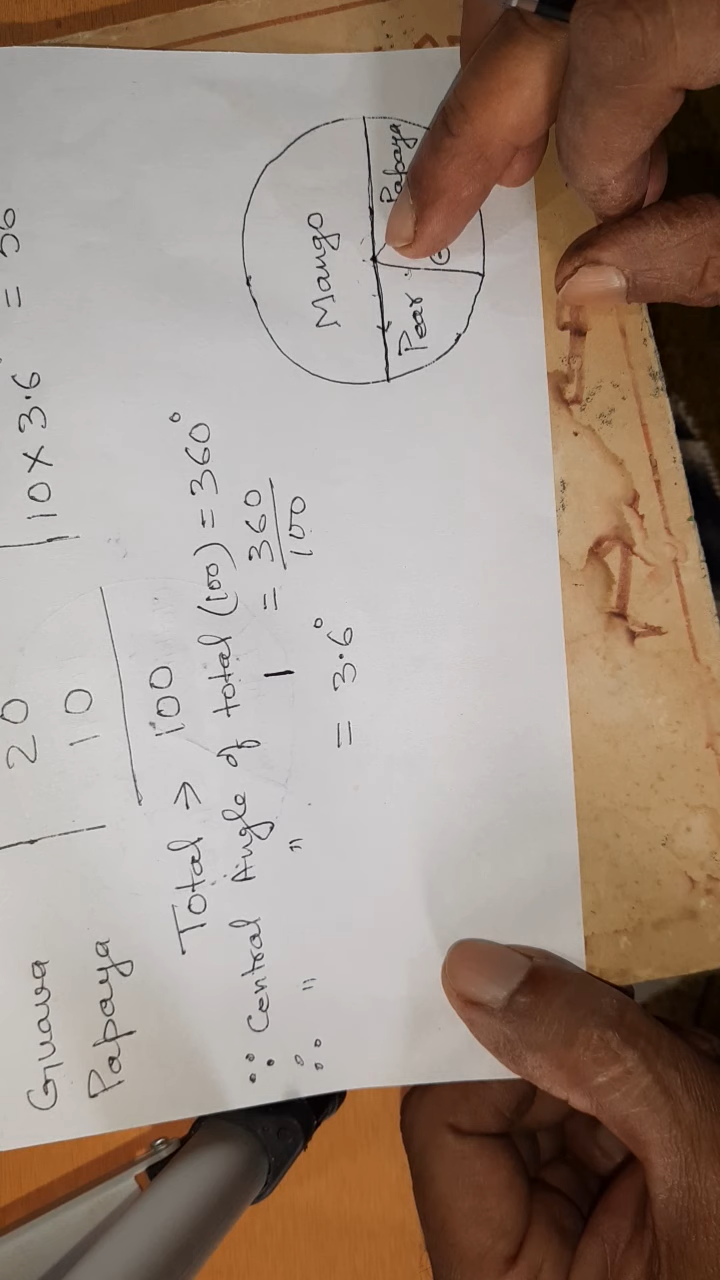 Guava 20
Papaya 10 10 × 3.6° = 36
Total > 100
∵ Central Angle of total (100) = 360°
∴ " " 1 = 360/100
= 3.6°
Mango
Pear
Papaya
G